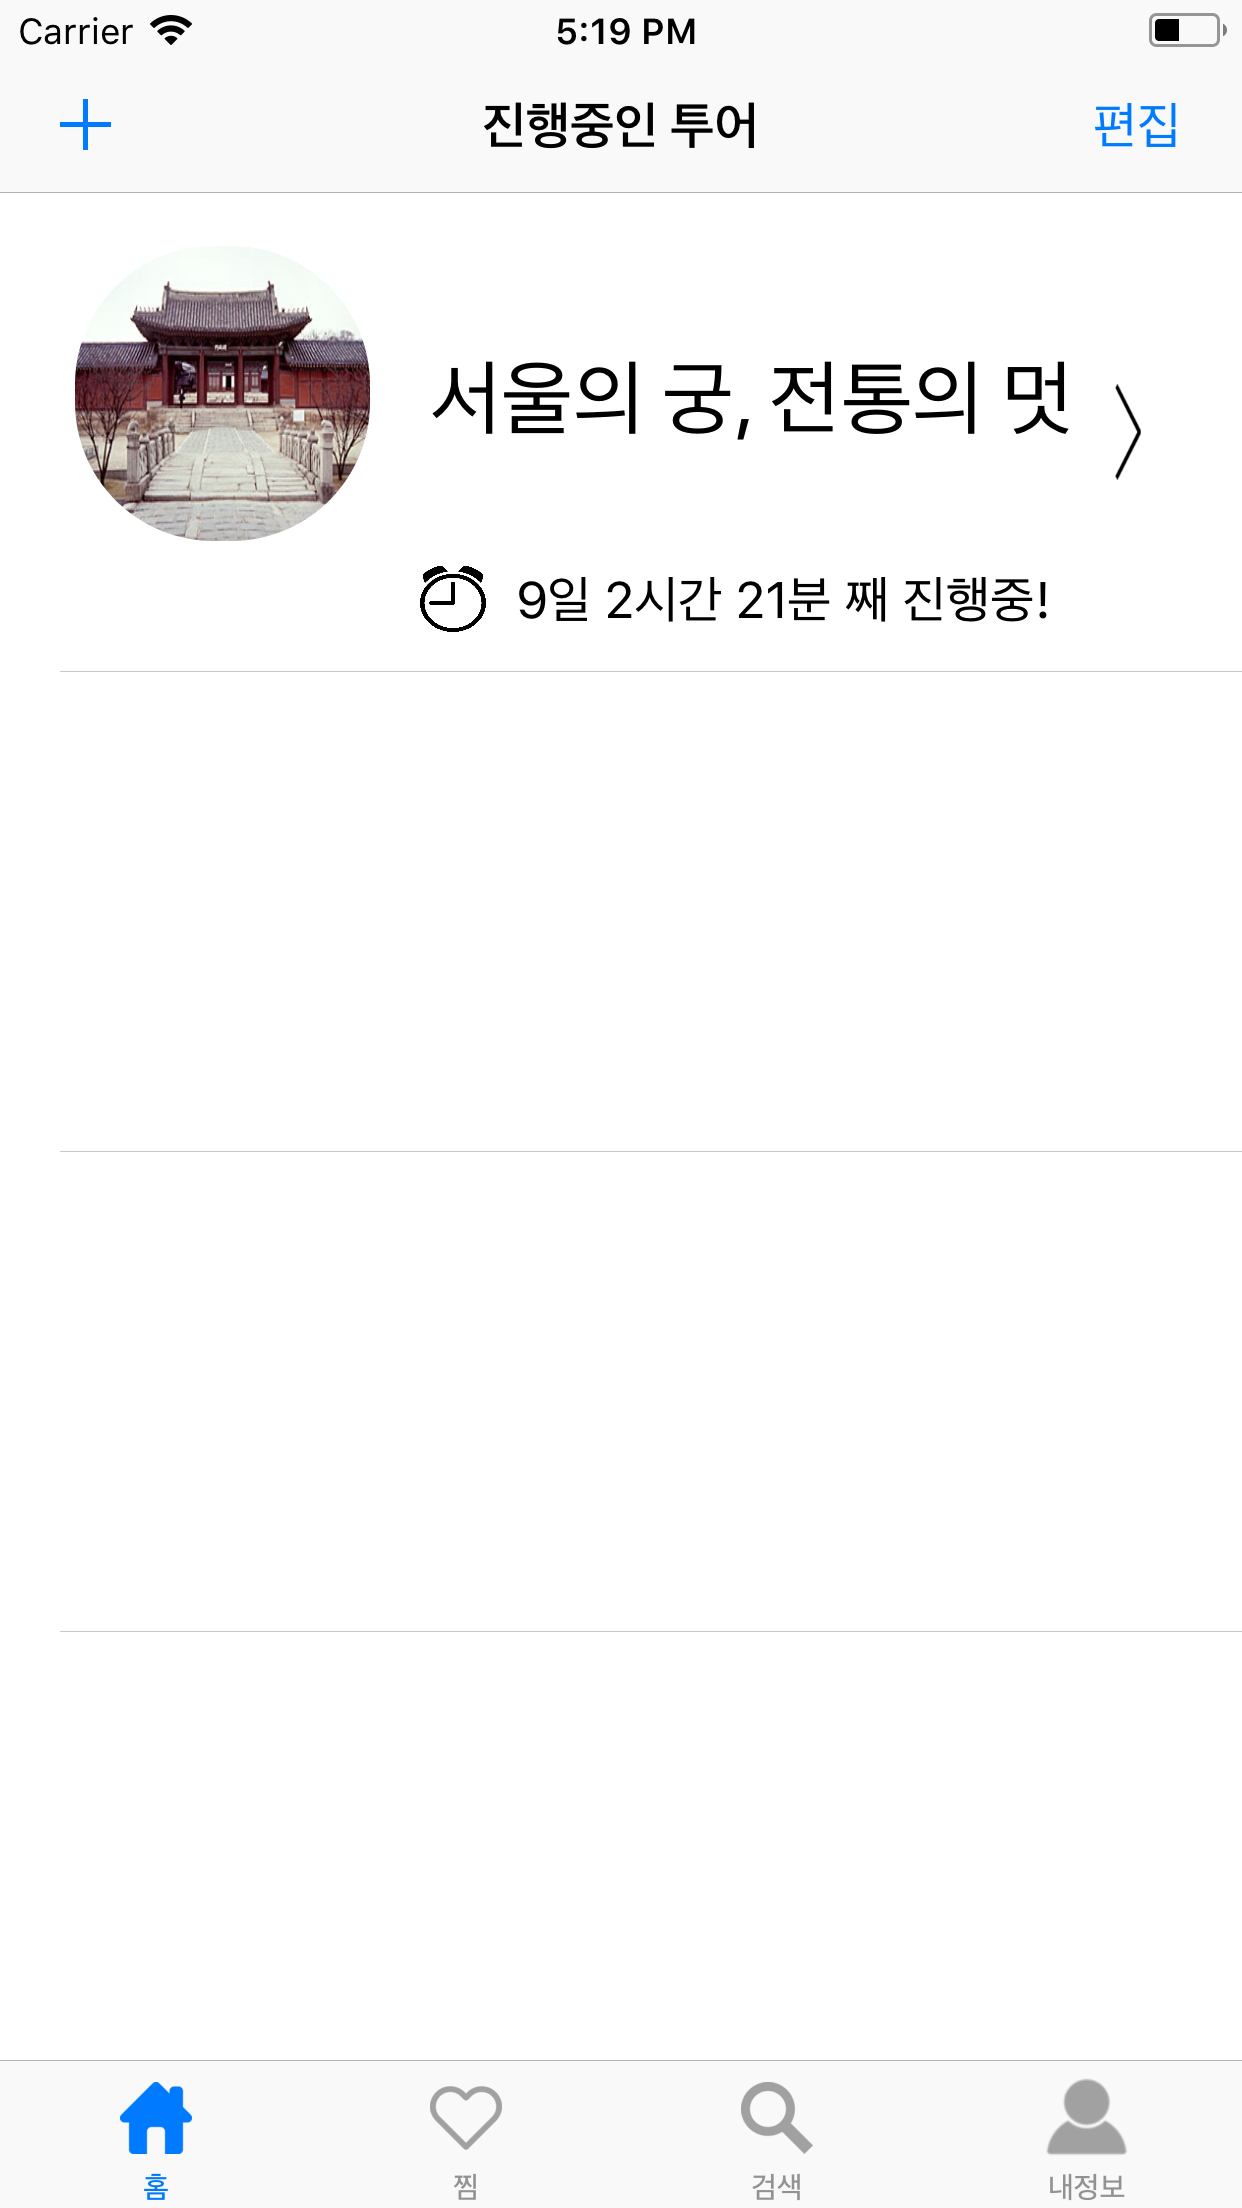 Carrier 5:19 PM
진행중인 투어 편집
서울의 궁, 전통의 멋
9일 2시간 21분 째 진행중!
홈 찜 검색 내정보